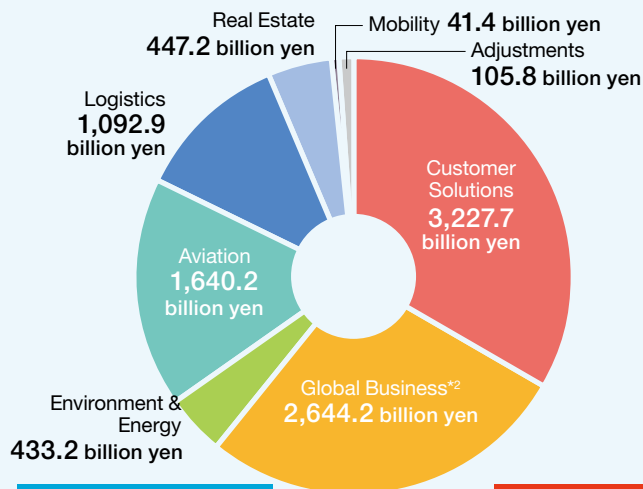 Real Estate
447.2 billion yen
Mobility 41.4 billion yen
Adjustments
105.8 billion yen
Logistics
1,092.9
billion yen
Customer
Solutions
3,227.7
billion yen
Aviation
1,640.2
billion yen
Global Business*2
2,644.2 billion yen
Environment &
Energy
433.2 billion yen